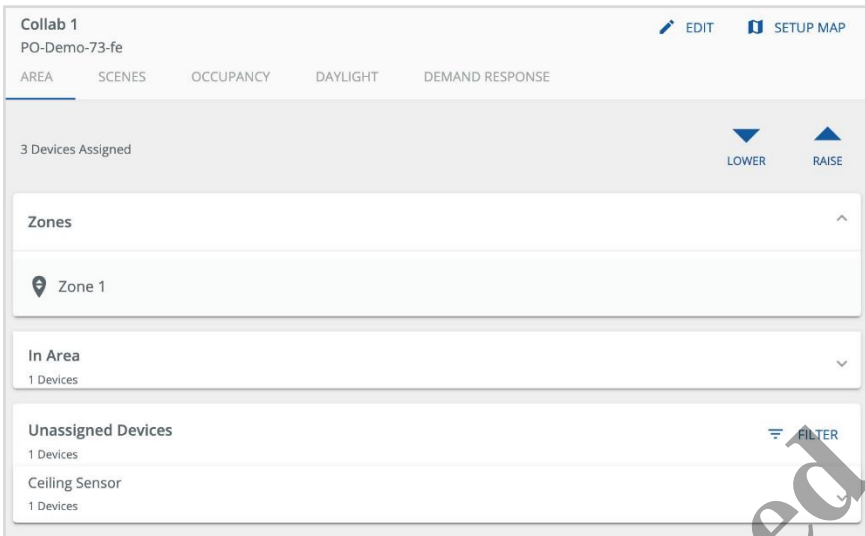 Collab 1
EDIT
SETUP MAP
PO-Demo-73-fe
AREA SCENES OCCUPANCY DAYLIGHT DEMAND RESPONSE
3 Devices Assigned
LOWER RAISE
Zones
Zone 1
In Area
1 Devices
Unassigned Devices
FILTER
1 Devices
Ceiling Sensor
1 Devices